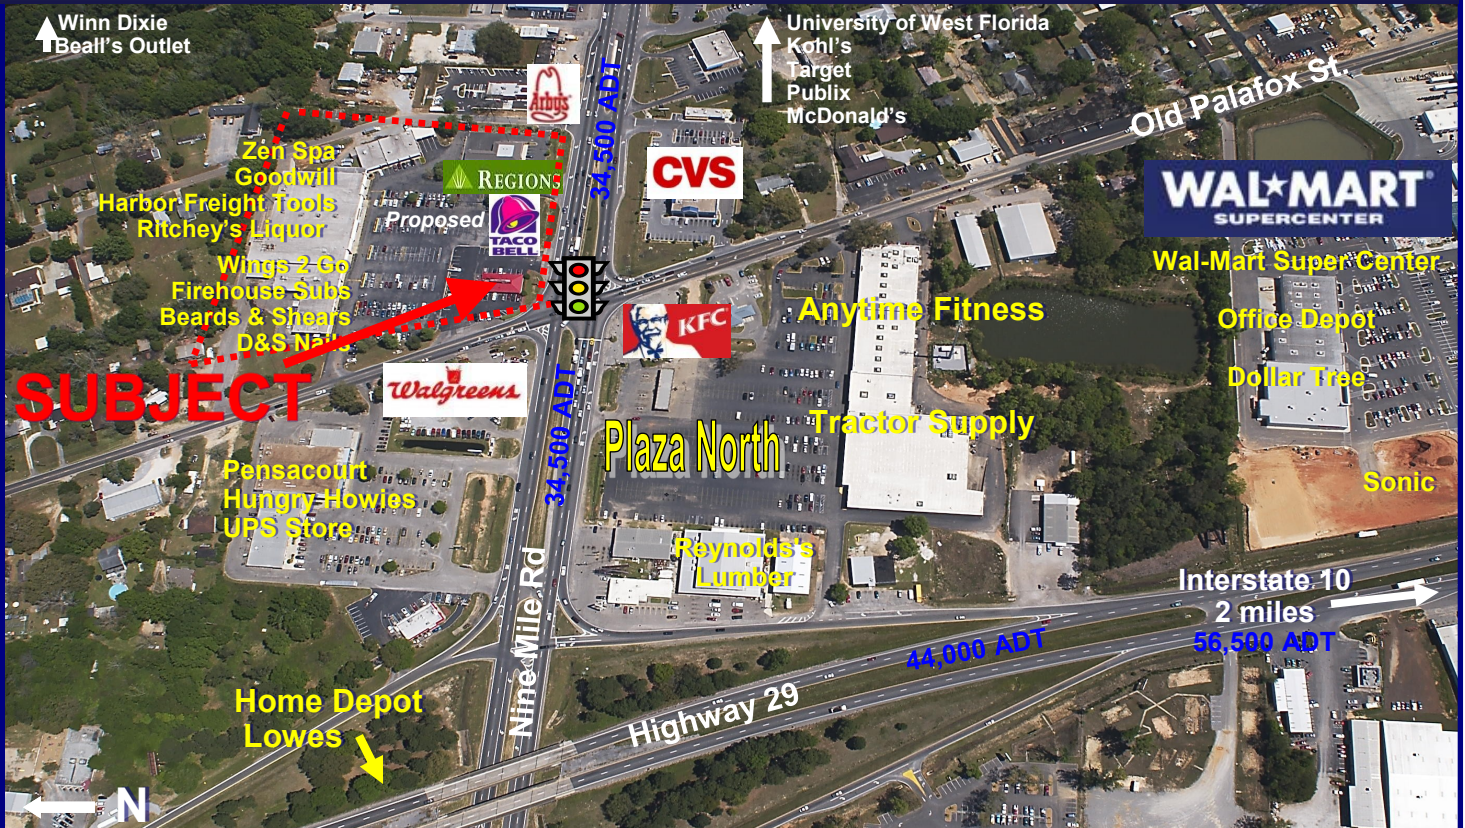 Winn Dixie
Beall's Outlet
University of West Florida
Kohl's
Target
Publix
McDonald's
Arby's
34,500 ADT
Old Palafox St.
Zen Spa
Goodwill
Harbor Freight Tools
Ritchey's Liquor
REGIONS
Proposed
TACO
BELL
CVS
WAL★MART®
SUPERCENTER
Wings 2 Go
Firehouse Subs
Beards & Shears
D&S Nails
Wal-Mart Super Center
Office Depot
Dollar Tree
Anytime Fitness
KFC
SUBJECT
Walgreens
34,500 ADT
Plaza North
Tractor Supply
Pensacourt
Hungry Howies
UPS Store
Sonic
Reynolds's
Lumber
Nine Mile Rd
Interstate 10
2 miles
56,500 ADT
44,000 ADT
Highway 29
Home Depot
Lowes
N